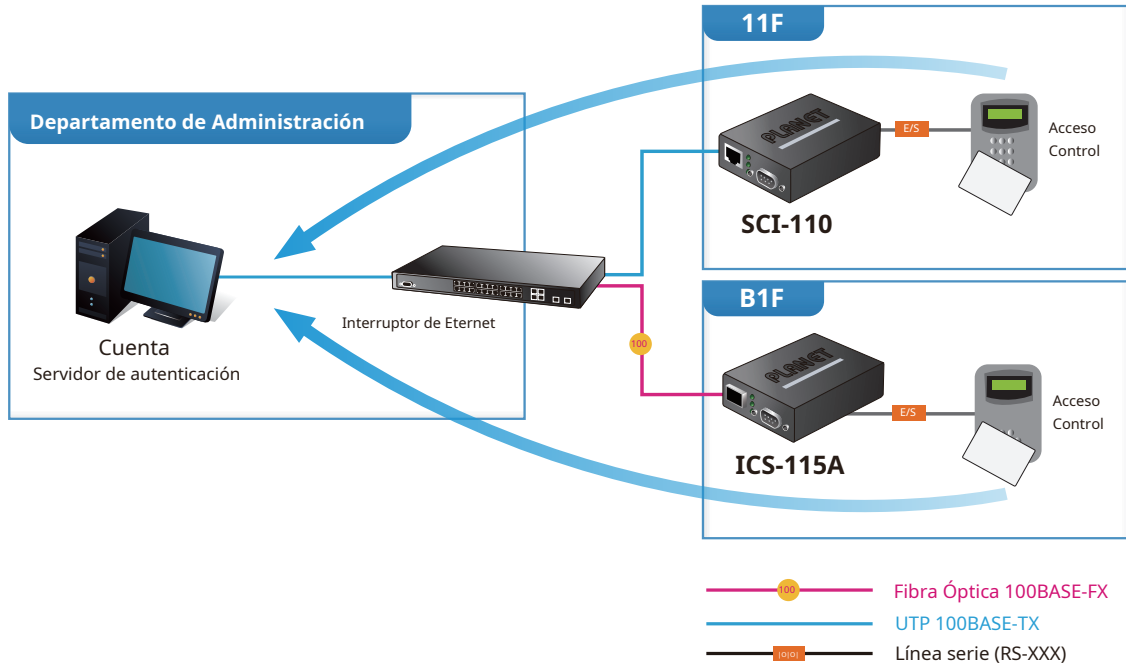 11F
Departamento de Administración
PLANET
E/S
Acceso
Control
SCI-110
Interruptor de Eternet
Cuenta
Servidor de autenticación
B1F
100
PLANET
E/S
Acceso
Control
ICS-115A
100
Fibra Óptica 100BASE-FX
UTP 100BASE-TX
|O|O|
Línea serie (RS-XXX)